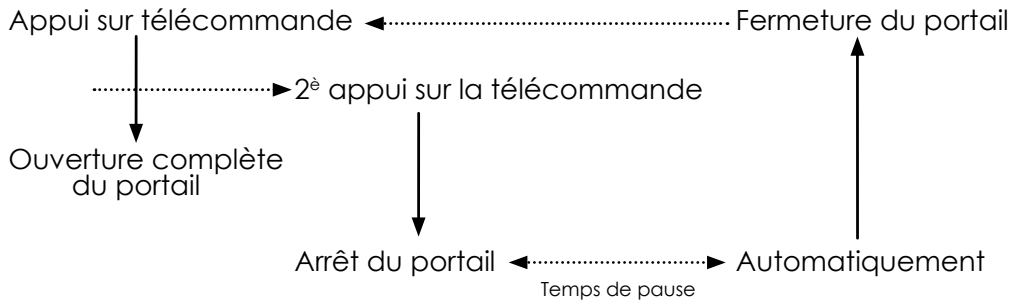 Appui sur télécommande
Fermeture du portail
2è appui sur la télécommande
Ouverture complète
du portail
Arrêt du portail
Automatiquement
Temps de pause